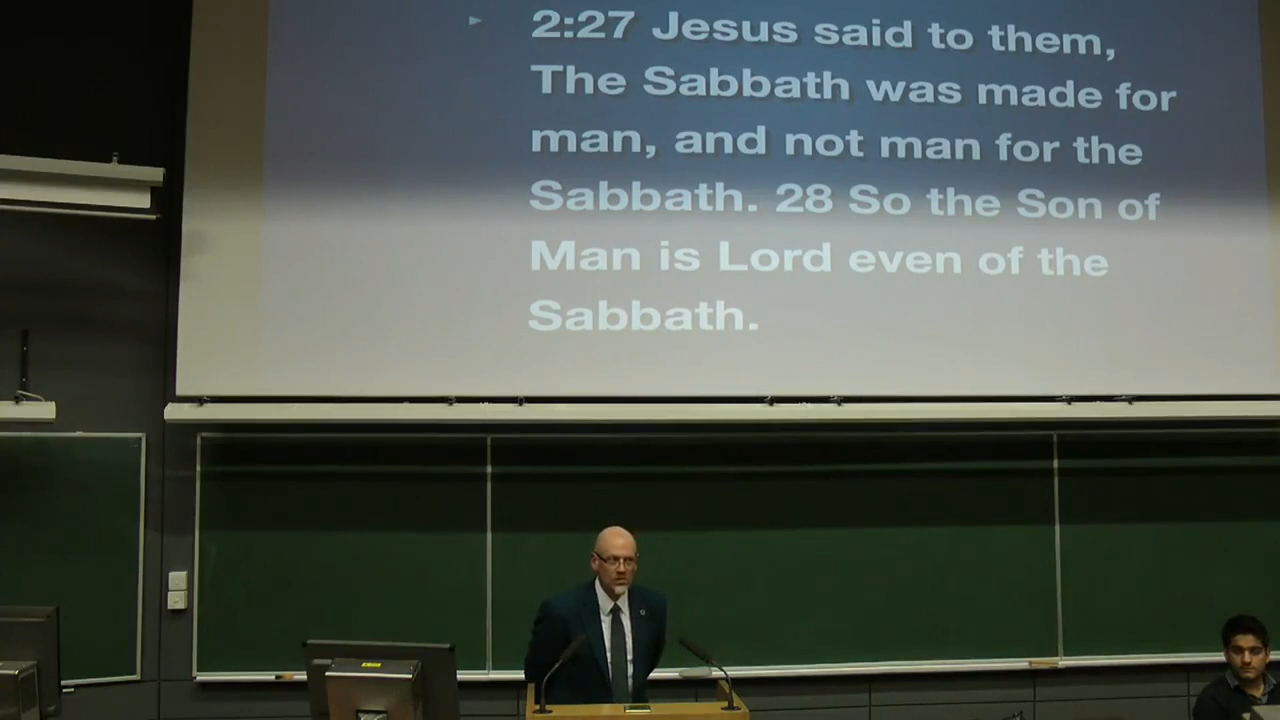 2:27 Jesus said to them,
The Sabbath was made for
man, and not man for the
Sabbath. 28 So the Son of
Man is Lord even of the
Sabbath.